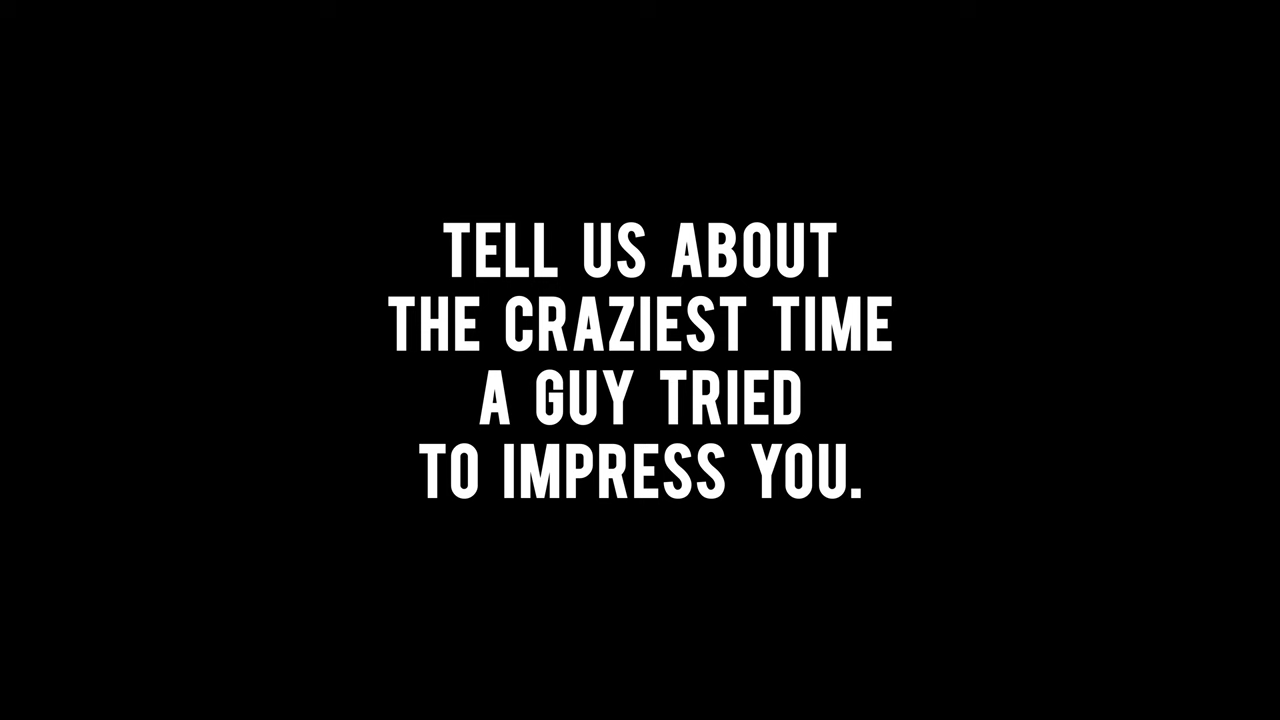 TELL US ABOUT
THE CRAZIEST TIME
A GUY TRIED
TO IMPRESS YOU.